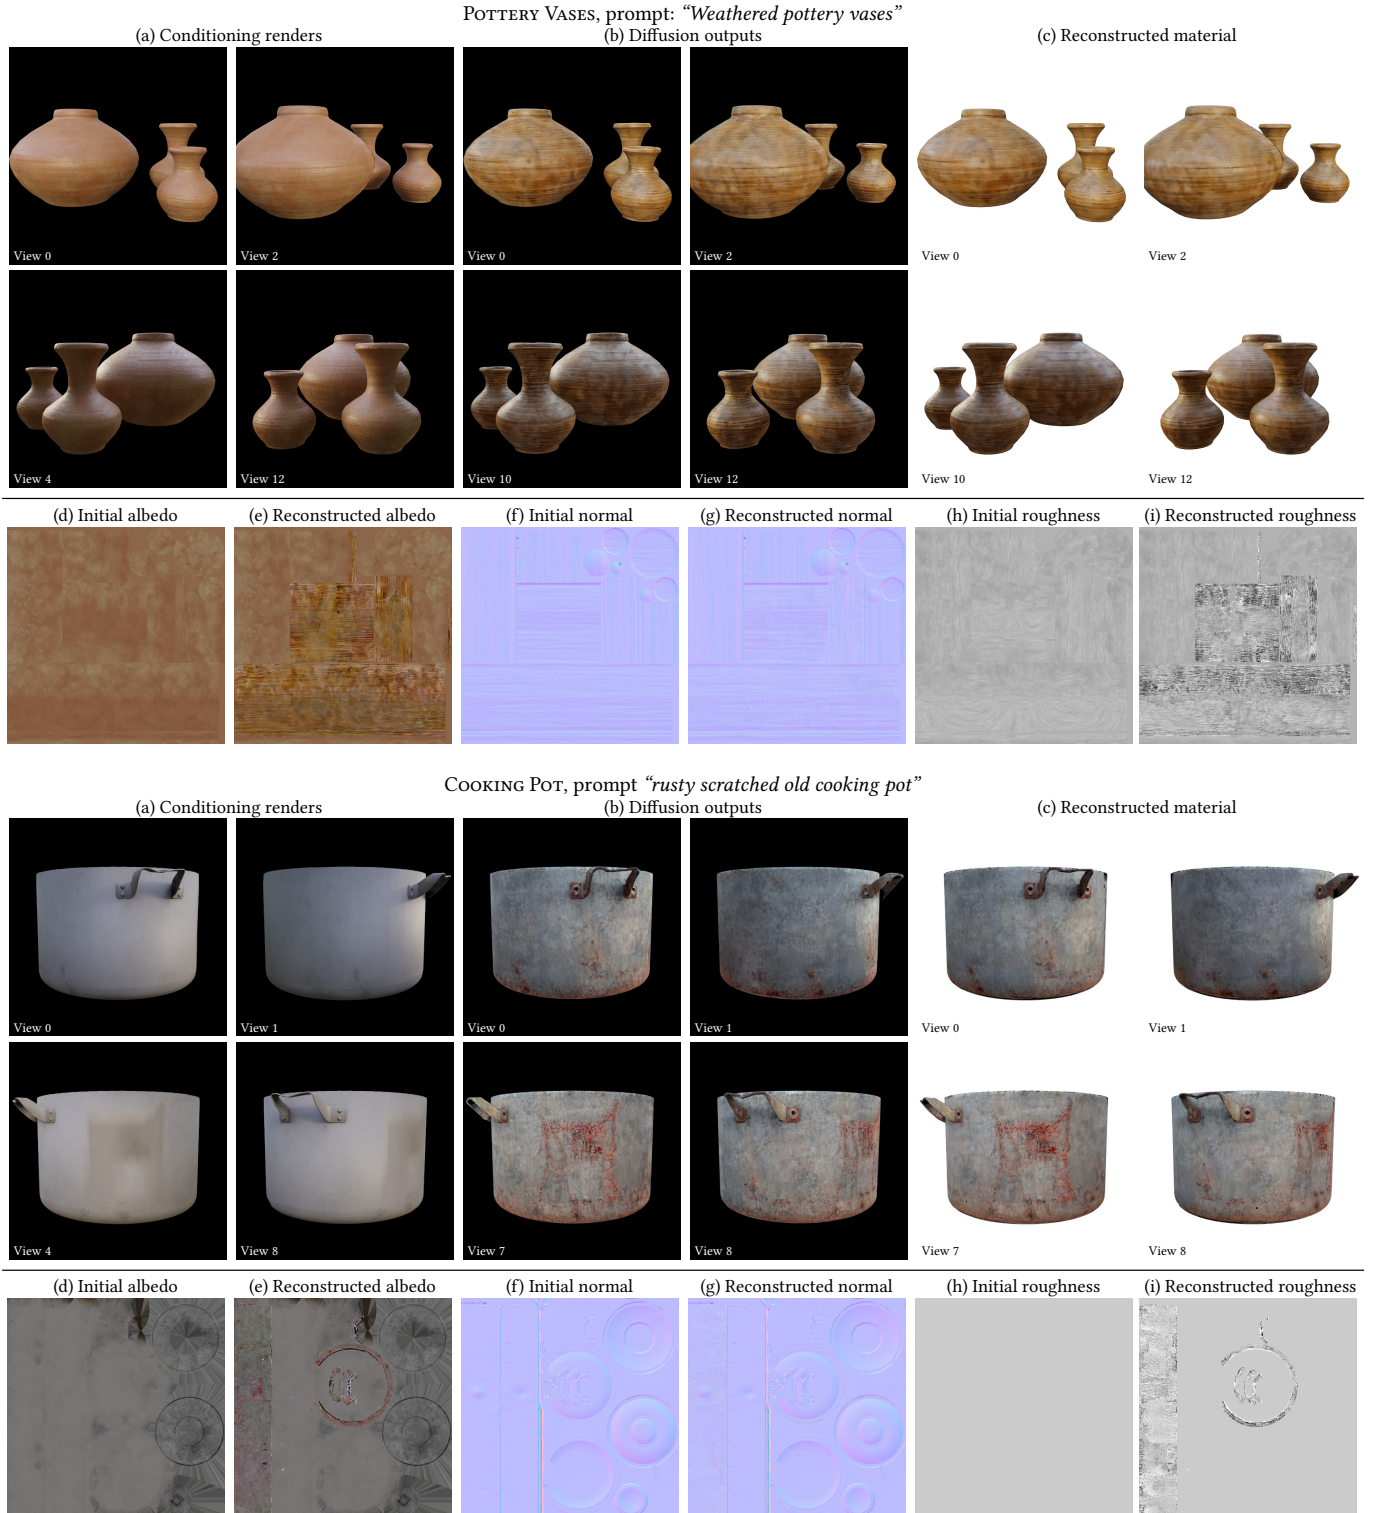 POTTERY VASES, prompt: “Weathered pottery vases”
(a) Conditioning renders (b) Diffusion outputs (c) Reconstructed material
View 0 View 2 View 0 View 2 View 0 View 2
View 4 View 12 View 10 View 12 View 10 View 12
(d) Initial albedo (e) Reconstructed albedo (f) Initial normal (g) Reconstructed normal (h) Initial roughness (i) Reconstructed roughness
COOKING POT, prompt “rusty scratched old cooking pot”
(a) Conditioning renders (b) Diffusion outputs (c) Reconstructed material
View 0 View 1 View 0 View 1 View 0 View 1
View 4 View 8 View 7 View 8 View 7 View 8
(d) Initial albedo (e) Reconstructed albedo (f) Initial normal (g) Reconstructed normal (h) Initial roughness (i) Reconstructed roughness